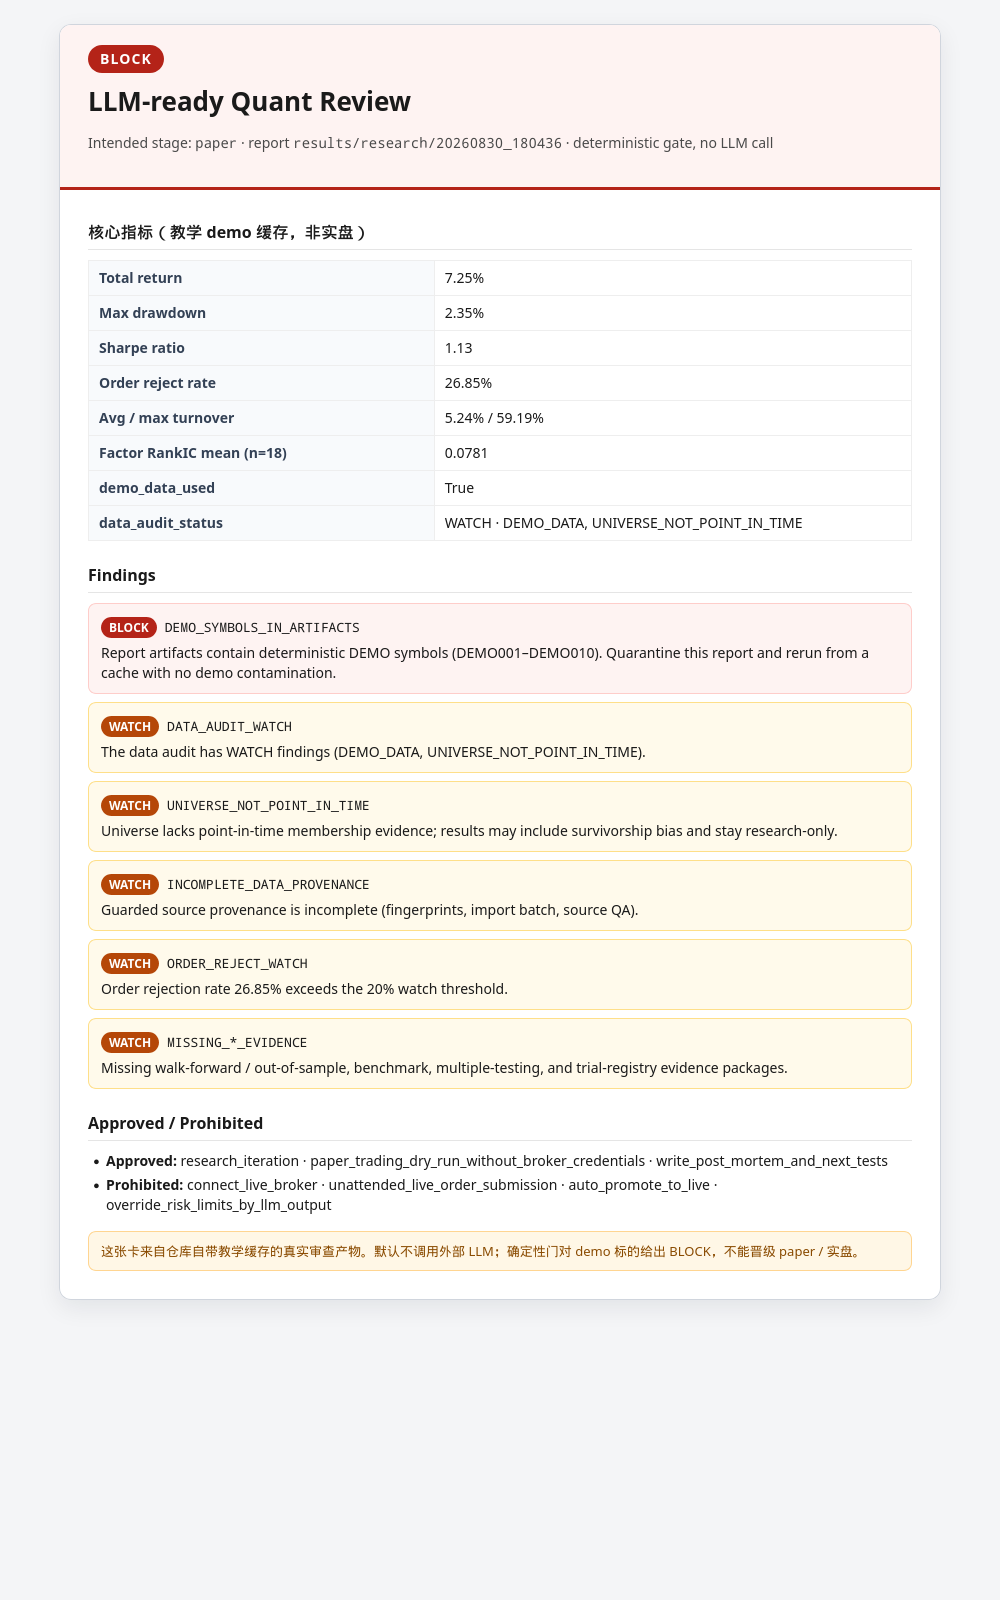 BLOCK
LLM-ready Quant Review
Intended stage: paper · report results/research/20260830_180436 · deterministic gate, no LLM call
核心指标（教学 demo 缓存，非实盘）
Total return 7.25%
Max drawdown 2.35%
Sharpe ratio 1.13
Order reject rate 26.85%
Avg / max turnover 5.24% / 59.19%
Factor RankIC mean (n=18) 0.0781
demo_data_used True
data_audit_status WATCH · DEMO_DATA, UNIVERSE_NOT_POINT_IN_TIME
Findings
BLOCK DEMO_SYMBOLS_IN_ARTIFACTS
Report artifacts contain deterministic DEMO symbols (DEMO001–DEMO010). Quarantine this report and rerun from a
cache with no demo contamination.
WATCH DATA_AUDIT_WATCH
The data audit has WATCH findings (DEMO_DATA, UNIVERSE_NOT_POINT_IN_TIME).
WATCH UNIVERSE_NOT_POINT_IN_TIME
Universe lacks point-in-time membership evidence; results may include survivorship bias and stay research-only.
WATCH INCOMPLETE_DATA_PROVENANCE
Guarded source provenance is incomplete (fingerprints, import batch, source QA).
WATCH ORDER_REJECT_WATCH
Order rejection rate 26.85% exceeds the 20% watch threshold.
WATCH MISSING_*_EVIDENCE
Missing walk-forward / out-of-sample, benchmark, multiple-testing, and trial-registry evidence packages.
Approved / Prohibited
• Approved: research_iteration · paper_trading_dry_run_without_broker_credentials · write_post_mortem_and_next_tests
• Prohibited: connect_live_broker · unattended_live_order_submission · auto_promote_to_live ·
override_risk_limits_by_llm_output
这张卡来自仓库自带教学缓存的真实审查产物。默认不调用外部 LLM；确定性门对 demo 标的给出 BLOCK，不能晋级 paper / 实盘。